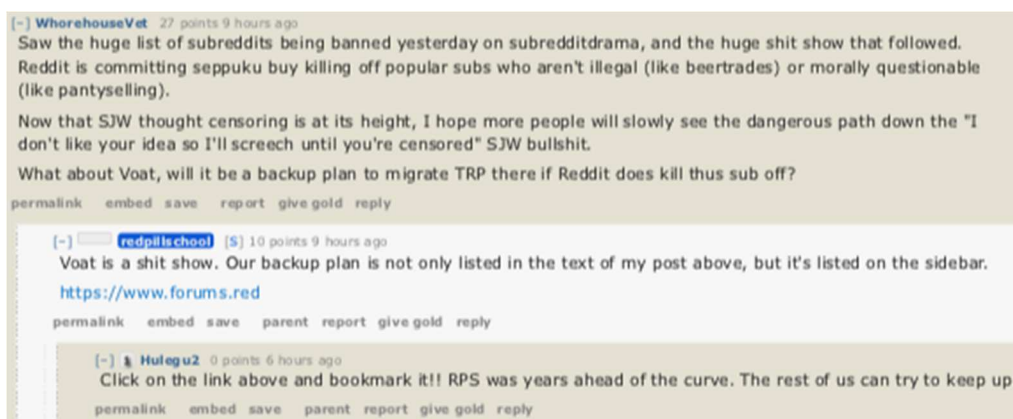 [-] WhorehouseVet 27 points 9 hours ago
Saw the huge list of subreddits being banned yesterday on subredditdrama, and the huge shit show that followed.
Reddit is committing seppuku buy killing off popular subs who aren't illegal (like beertrades) or morally questionable
(like pantyselling).
Now that SJW thought censoring is at its height, I hope more people will slowly see the dangerous path down the "I
don't like your idea so I'll screech until you're censored" SJW bullshit.
What about Voat, will it be a backup plan to migrate TRP there if Reddit does kill thus sub off?
permalink embed save report give gold reply
[-] redpillschool [S] 10 points 9 hours ago
Voat is a shit show. Our backup plan is not only listed in the text of my post above, but it's listed on the sidebar.
https://www.forums.red
permalink embed save parent report give gold reply
[-] Hulegu2 0 points 6 hours ago
Click on the link above and bookmark it!! RPS was years ahead of the curve. The rest of us can try to keep up
permalink embed save parent report give gold reply